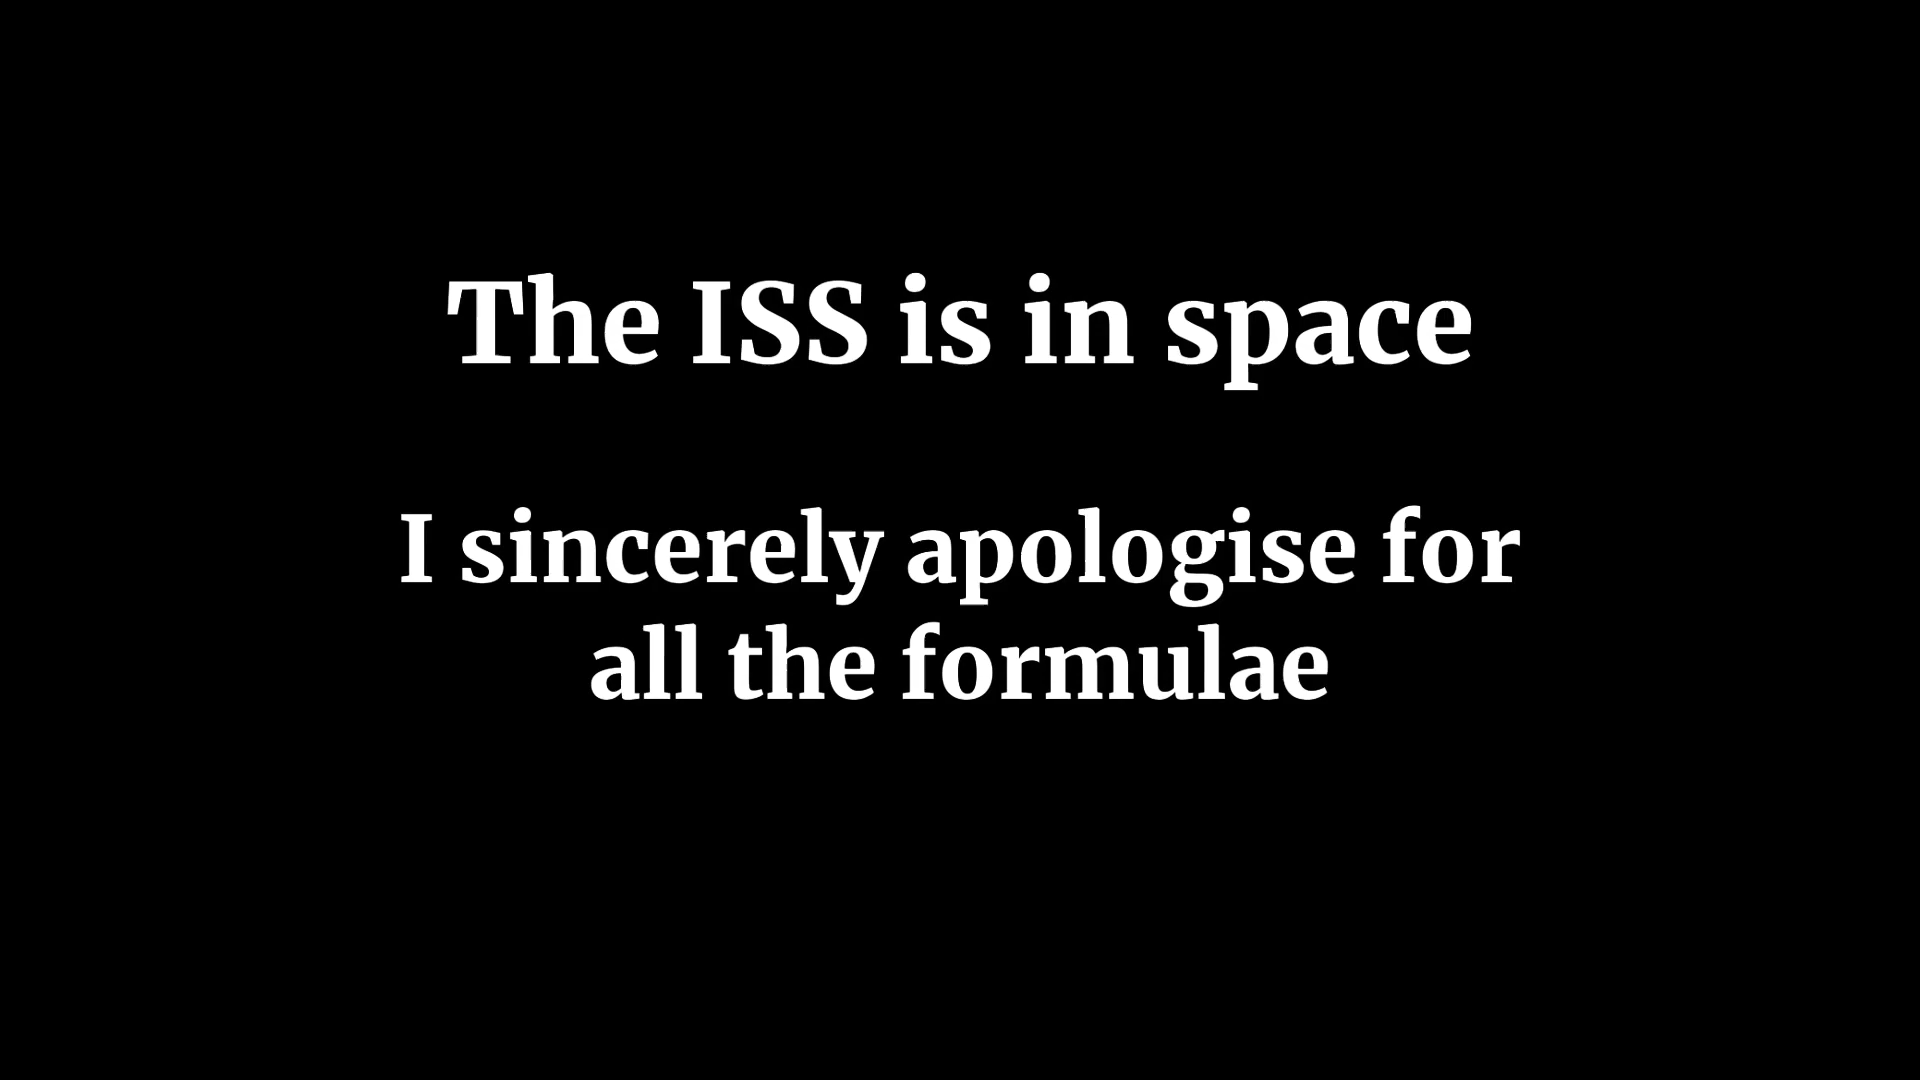 The ISS is in space
I sincerely apologise for
all the formulae